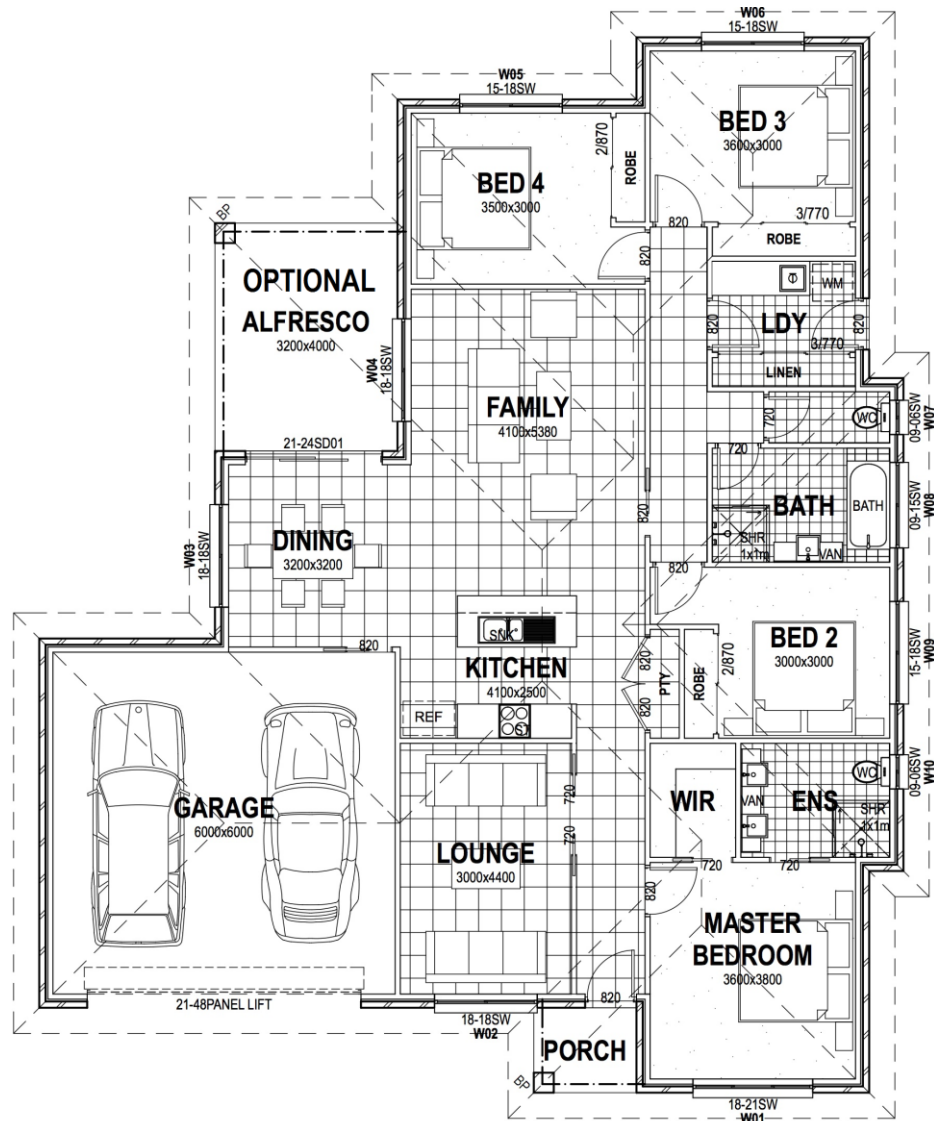 W06
15-18SW
W05
15-18SW
BED 3
3600x3000
2/870
ROBE
BED 4
3500x3000
820
3/770
ROBE
820
BP
OPTIONAL
ALFRESCO
3200x4000
WM
820
LDY
820
3/770
LINEN
W04
18-18SW
FAMILY
4100x5380
720
WC
09-06SW
W07
21-24SD01
720
BATH
BATH
09-15SW
W08
820
SHR
1x1m
VAN
W03
18-18SW
DINING
3200x3200
820
SNK
BED 2
3000x3000
15-18SW
W09
820
KITCHEN
4100x2500
820
PTY
820
ROBE
2/870
REF
GARAGE
6000x6000
720
720
LOUNGE
3000x4400
WIR
VAN
ENS
WC
SHR
1x1m
09-06SW
W10
720
720
820
MASTER
BEDROOM
3600x3800
21-48PANEL LIFT
820
18-18SW
W02
PORCH
BP
18-21SW
W01